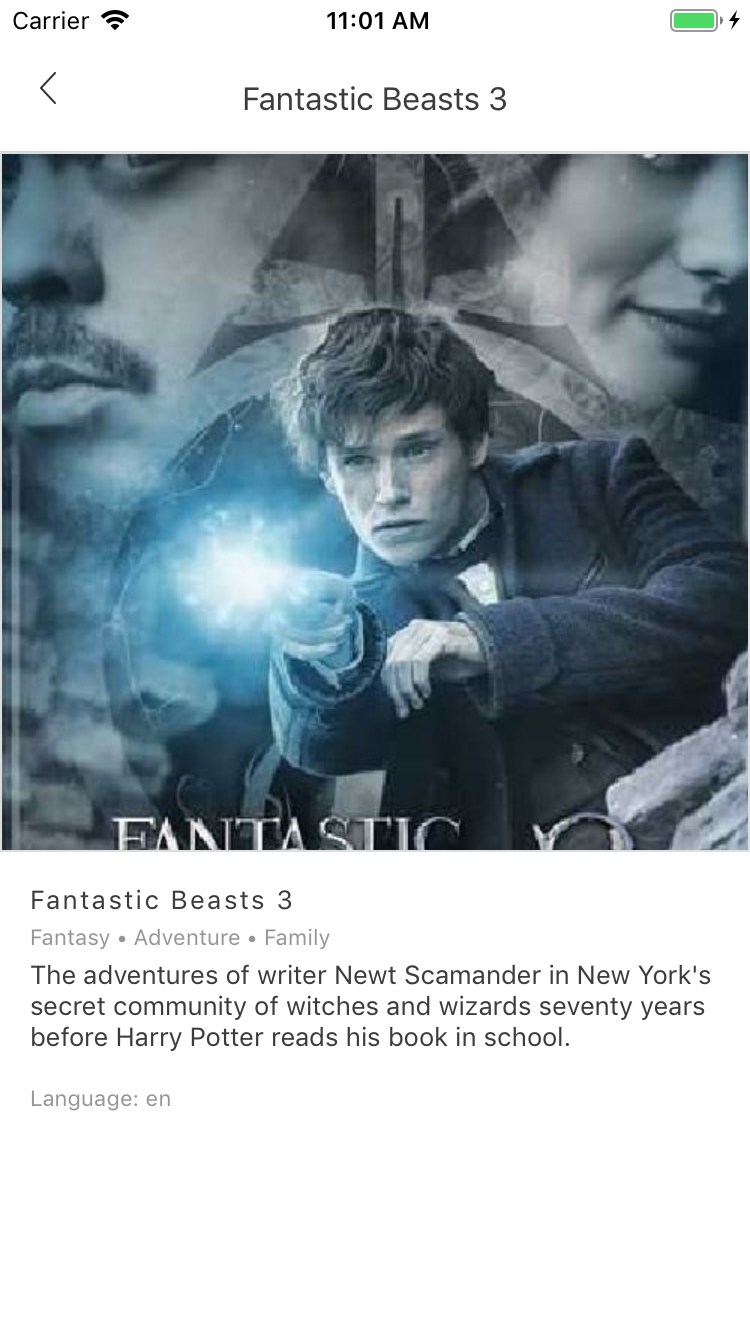 Carrier 11:01 AM
Fantastic Beasts 3
FANTASTIC
Fantastic Beasts 3
Fantasy • Adventure • Family
The adventures of writer Newt Scamander in New York's
secret community of witches and wizards seventy years
before Harry Potter reads his book in school.
Language: en